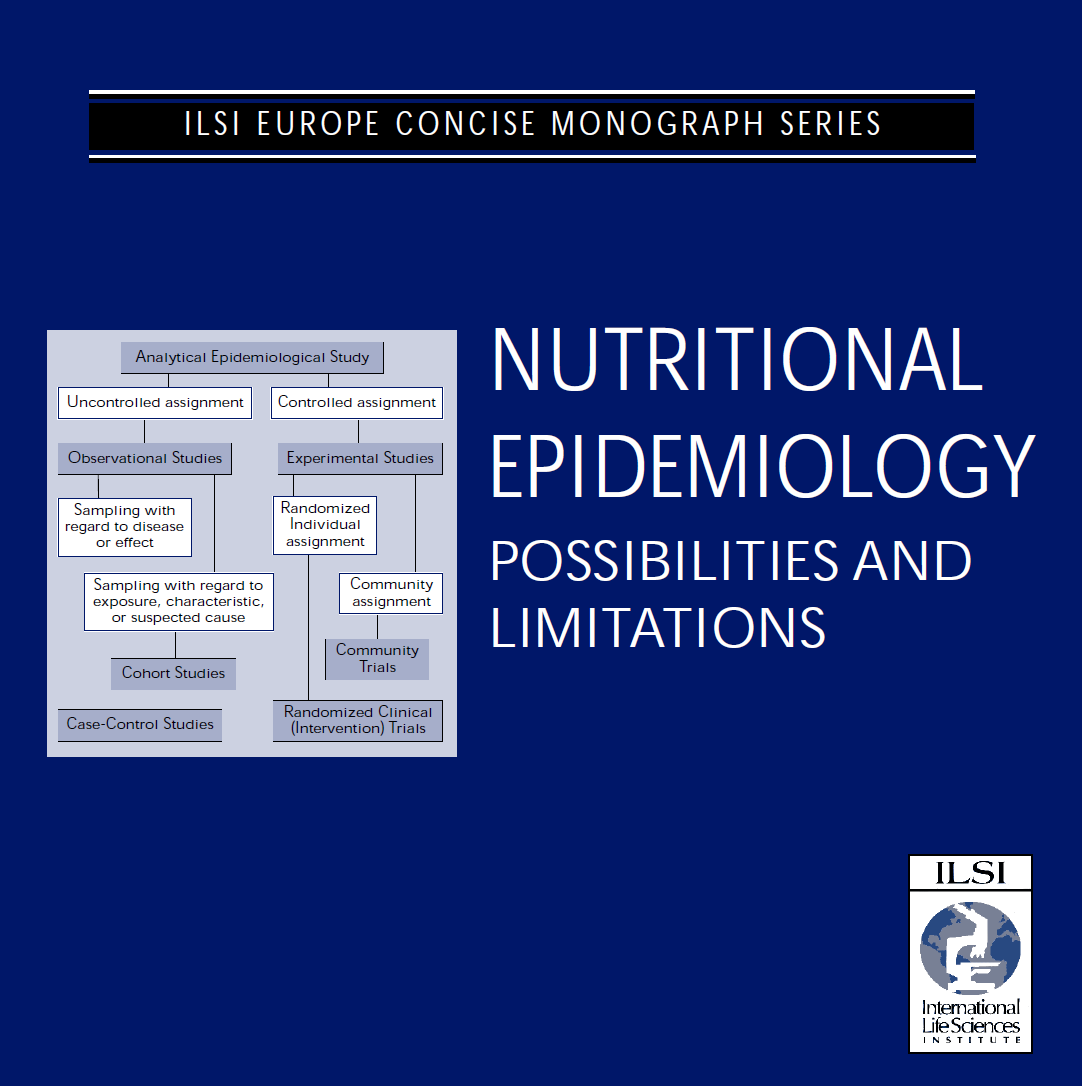 ILSI EUROPE CONCISE MONOGRAPH SERIES
Analytical Epidemiological Study
Uncontrolled assignment
Controlled assignment
Observational Studies
Experimental Studies
Sampling with
regard to disease
or effect
Randomized
Individual
assignment
Sampling with regard to
exposure, characteristic,
or suspected cause
Community
assignment
Community
Trials
Cohort Studies
Case-Control Studies
Randomized Clinical
(Intervention) Trials
NUTRITIONAL
EPIDEMIOLOGY
POSSIBILITIES AND
LIMITATIONS
ILSI
International
Life Sciences
INSTITUTE